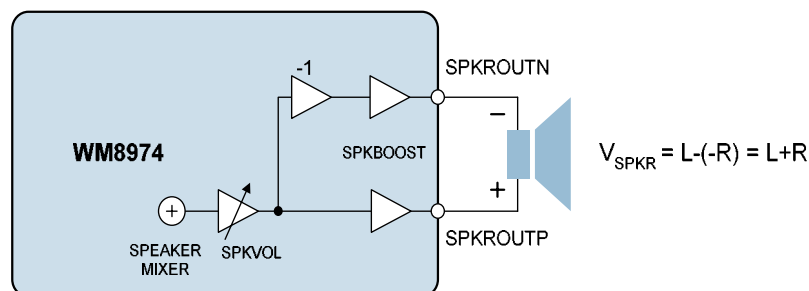 -1
SPKROUTN
−
WM8974
SPKBOOST
V_SPKR = L-(-R) = L+R
+
+
SPEAKER
MIXER
SPKVOL
SPKROUTP